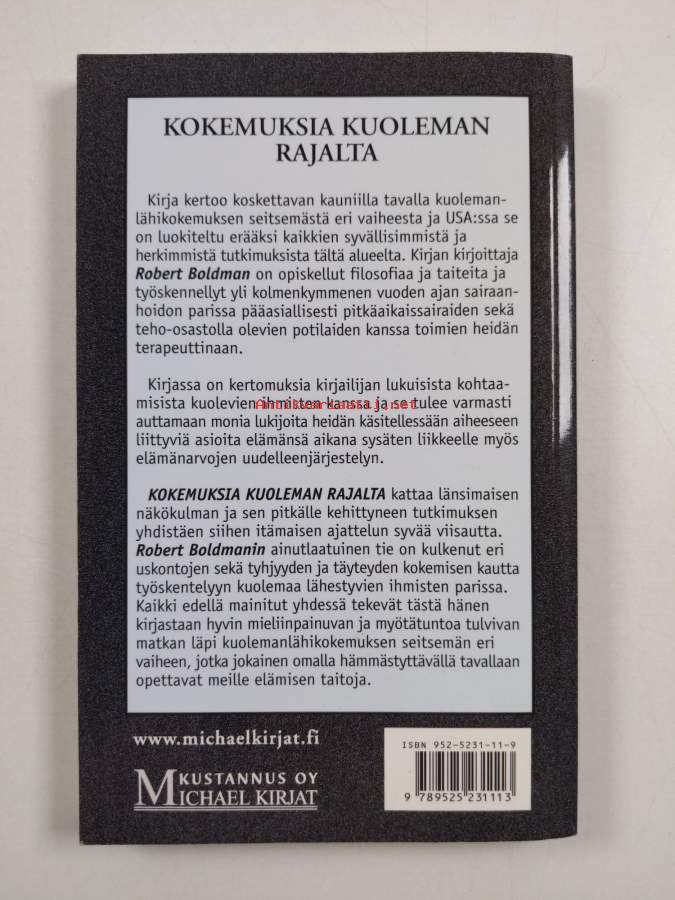 KOKEMUKSIA KUOLEMAN
RAJALTA
Kirja kertoo koskettavan kauniilla tavalla kuoleman-
lähikokemuksen seitsemästä eri vaiheesta ja USA:ssa se
on luokiteltu erääksi kaikkien syvällisimmistä ja
herkimmistä tutkimuksista tältä alueelta. Kirjan kirjoittaja
Robert Boldman on opiskellut filosofiaa ja taiteita ja
työskennellyt yli kolmenkymmenen vuoden ajan sairaan-
hoidon parissa pääasiallisesti pitkäaikaissairaiden sekä
teho-osastolla olevien potilaiden kanssa toimien heidän
terapeuttinaan.
Kirjassa on kertomuksia kirjailijan lukuisista kohtaa-
misista kuolevien ihmisten kanssa ja se tulee varmasti
Antikvariaatti.net
auttamaan monia lukijoita heidän käsitellessään aiheeseen
liittyviä asioita elämänsä aikana sysäten liikkeelle myös
elämänarvojen uudelleenjärjestelyn.
KOKEMUKSIA KUOLEMAN RAJALTA kattaa länsimaisen
näkökulman ja sen pitkälle kehittyneen tutkimuksen
yhdistäen siihen itämaisen ajattelun syvää viisautta.
Robert Boldmanin ainutlaatuinen tie on kulkenut eri
uskontojen sekä tyhjyyden ja täyteyden kokemisen kautta
työskentelyyn kuolemaa lähestyvien ihmisten parissa.
Kaikki edellä mainitut yhdessä tekevät tästä hänen
kirjastaan hyvin mieliinpainuvan ja myötätuntoa tulvivan
matkan läpi kuolemanlähikokemuksen seitsemän eri
vaiheen, jotka jokainen omalla hämmästyttävällä tavallaan
opettavat meille elämisen taitoja.
www.michaelkirjat.fi
KUSTANNUS OY
MICHAEL KIRJAT
ISBN 952-5231-11-9
9 789525 231113